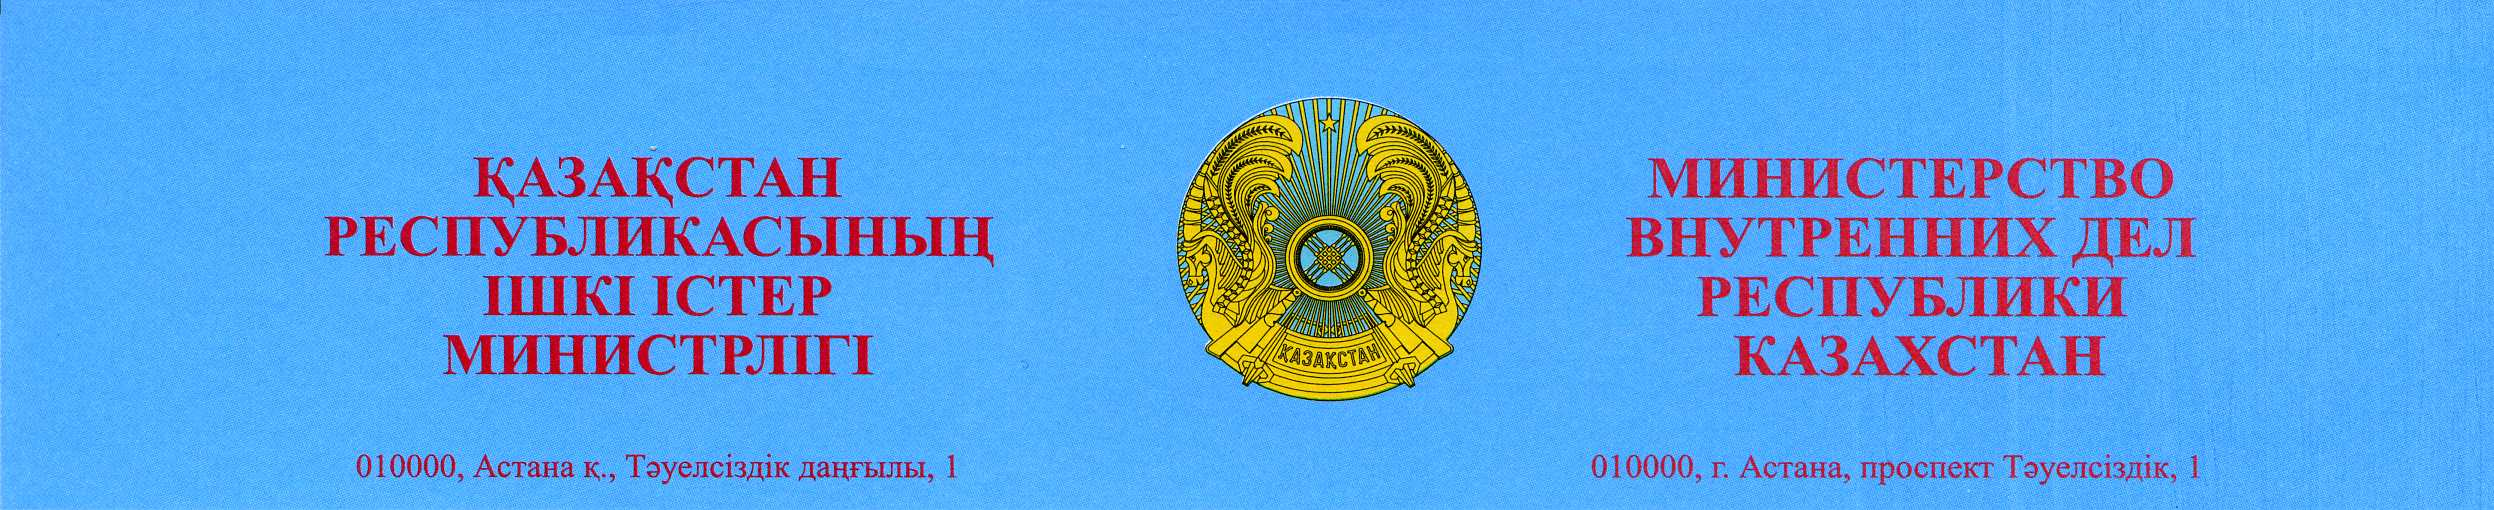 ҚАЗАҚСТАН
РЕСПУБЛИКАСЫНЫҢ
ІШКІ ІСТЕР
МИНИСТРЛІГІ
010000, Астана қ., Тәуелсіздік даңғылы, 1
ҚАЗАҚСТАН
МИНИСТЕРСТВО
ВНУТРЕННИХ ДЕЛ
РЕСПУБЛИКИ
КАЗАХСТАН
010000, г. Астана, проспект Тәуелсіздік, 1